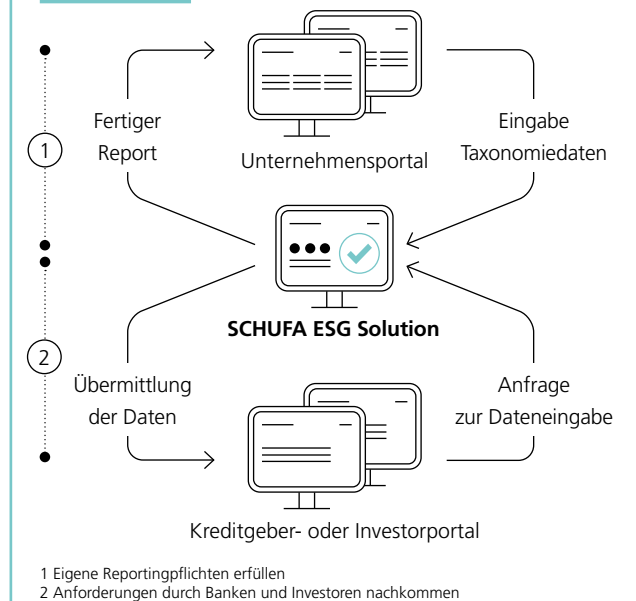 Fertiger
Report
1
Unternehmensportal
Eingabe
Taxonomiedaten
SCHUFA ESG Solution
2
Übermittlung
der Daten
Anfrage
zur Dateneingabe
Kreditgeber- oder Investorportal
1 Eigene Reportingpflichten erfüllen
2 Anforderungen durch Banken und Investoren nachkommen